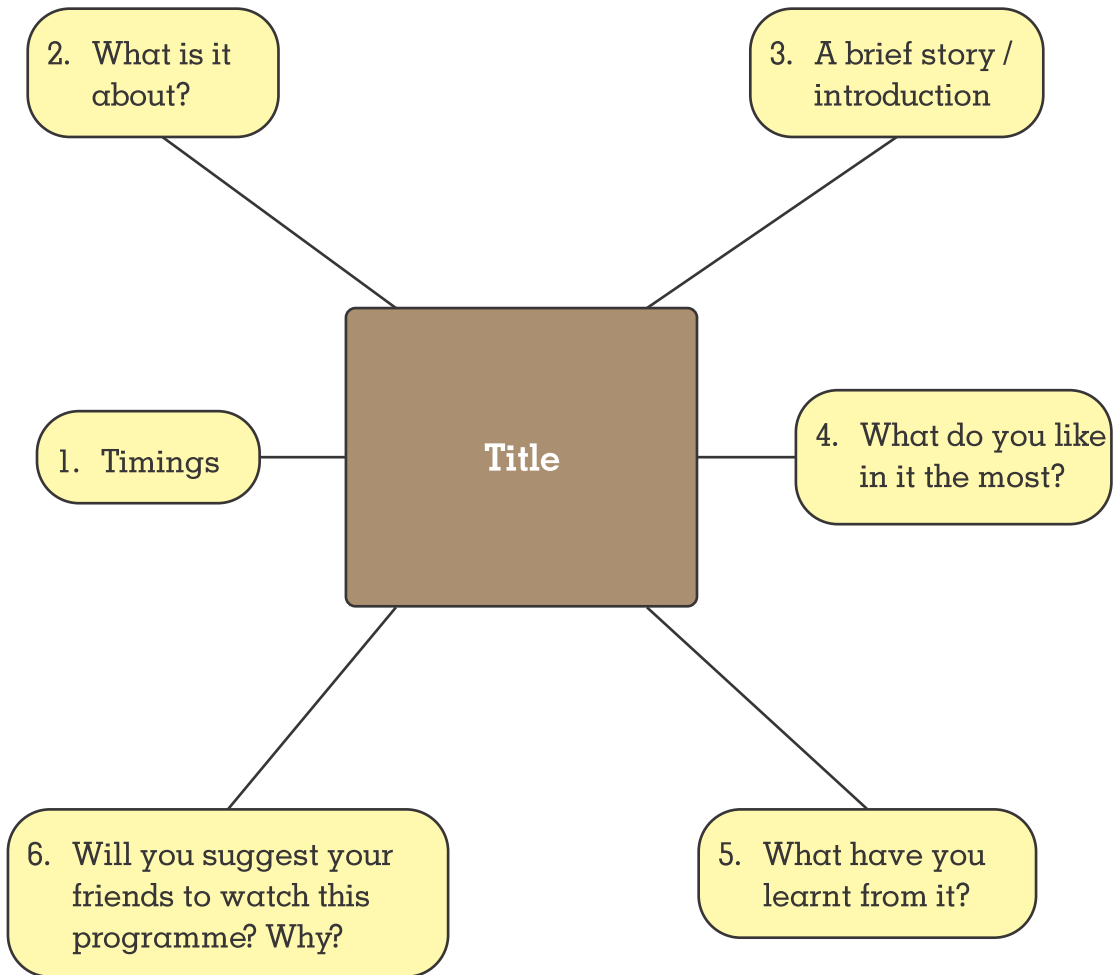 2. What is it
about?
3. A brief story /
introduction
1. Timings
Title
4. What do you like
in it the most?
6. Will you suggest your
friends to watch this
programme? Why?
5. What have you
learnt from it?